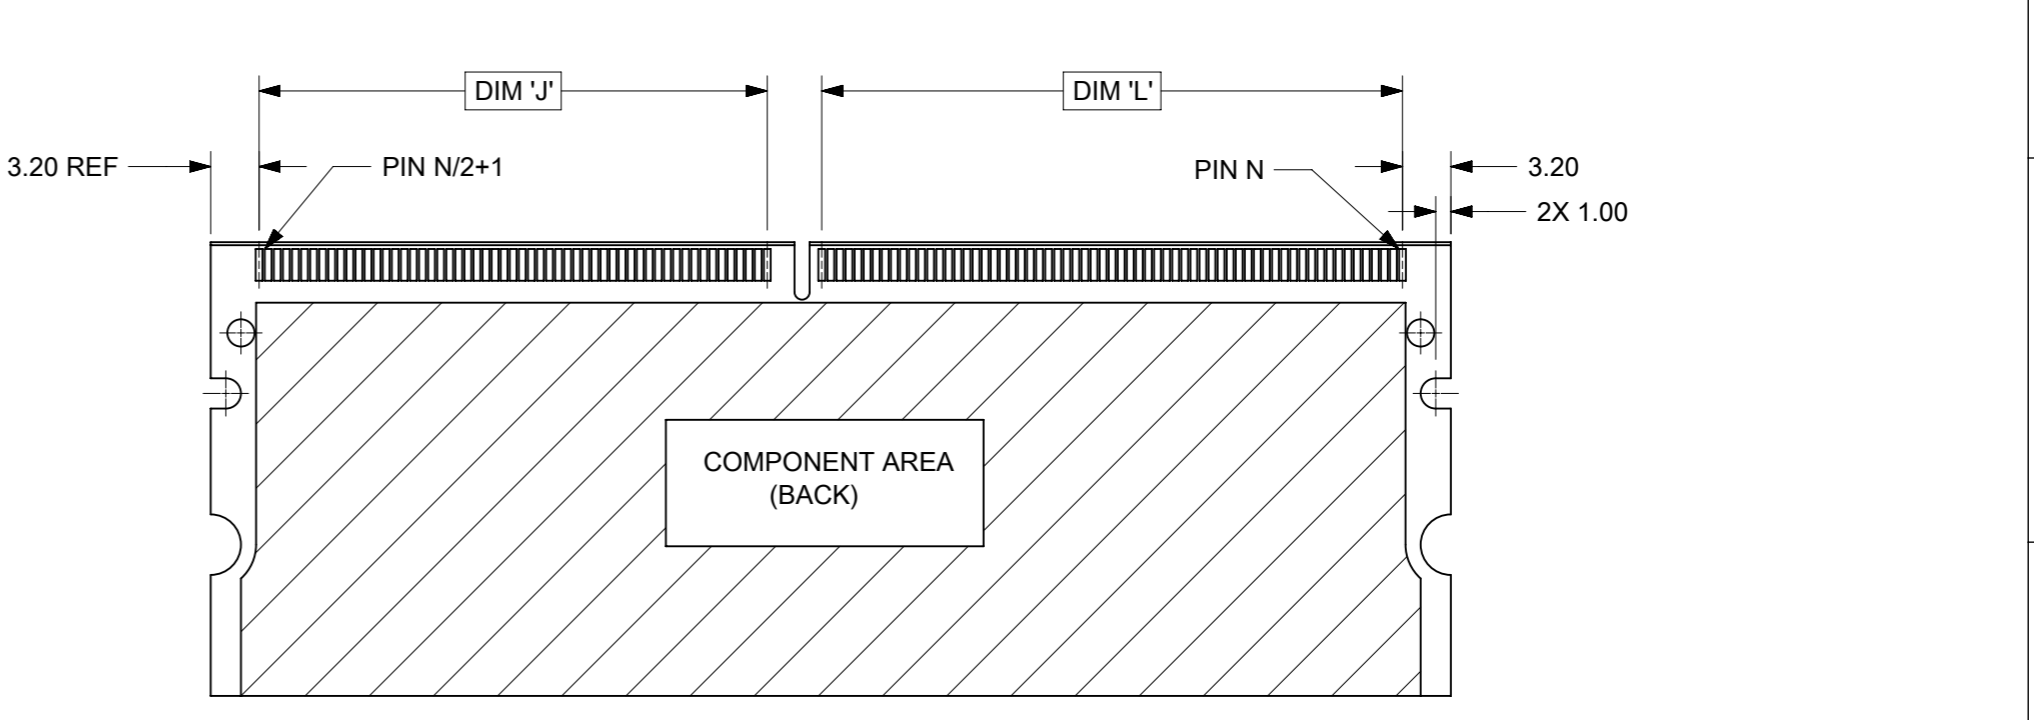 DIM 'J'
DIM 'L'
3.20 REF
PIN N/2+1
PIN N
3.20
2X 1.00
COMPONENT AREA
(BACK)